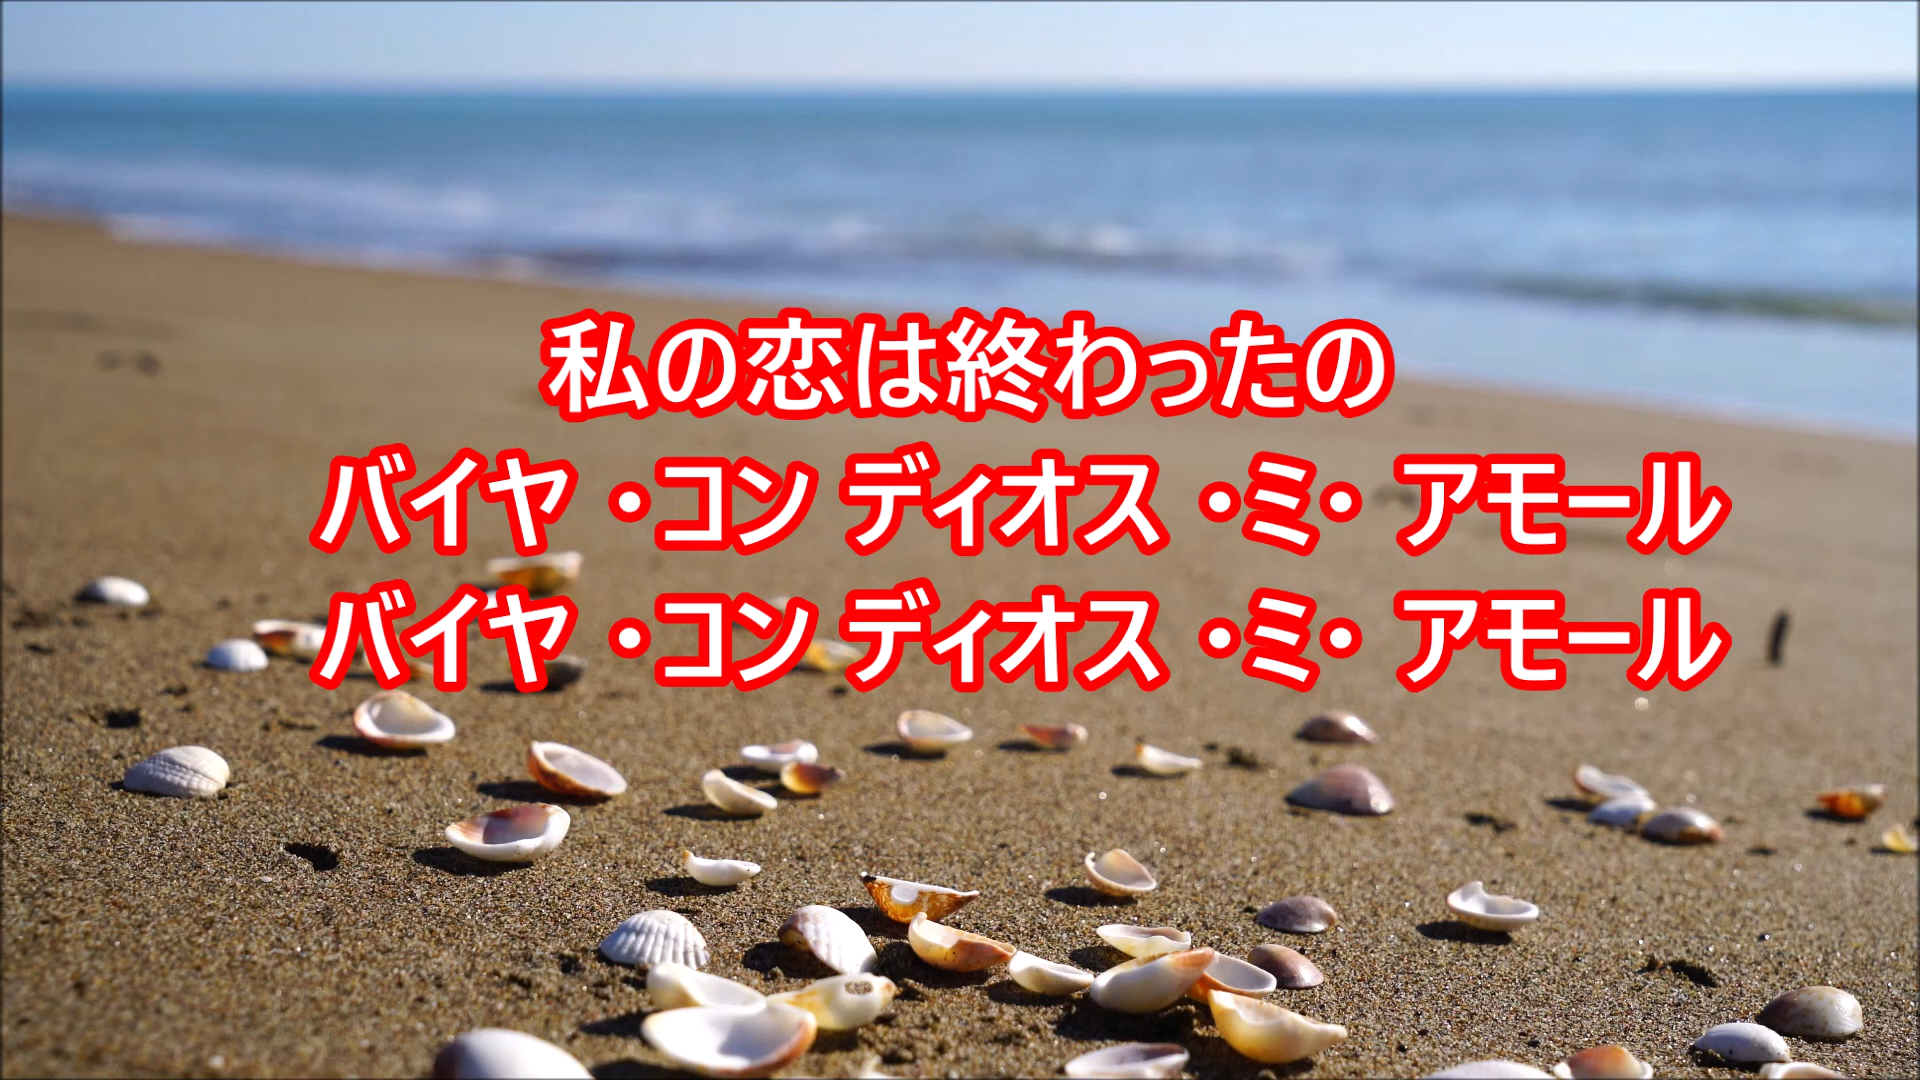 私の恋は終わったの
バイヤ ・コン ディオス ・ミ・ アモール
バイヤ ・コン ディオス ・ミ・ アモール